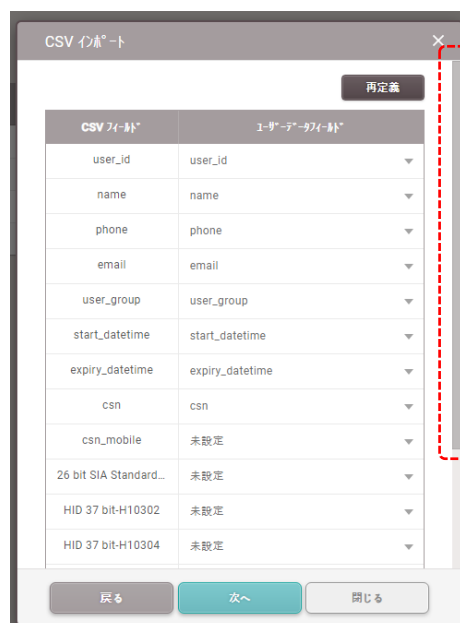 CSV ｲﾝﾎﾟｰﾄ ×
再定義
CSV ﾌｨｰﾙﾄﾞ ﾕｰｻﾞｰﾃﾞｰﾀﾌｨｰﾙﾄﾞ
user_id user_id
name name
phone phone
email email
user_group user_group
start_datetime start_datetime
expiry_datetime expiry_datetime
csn csn
csn_mobile 未設定
26 bit SIA Standard... 未設定
HID 37 bit-H10302 未設定
HID 37 bit-H10304 未設定
戻る 次へ 閉じる